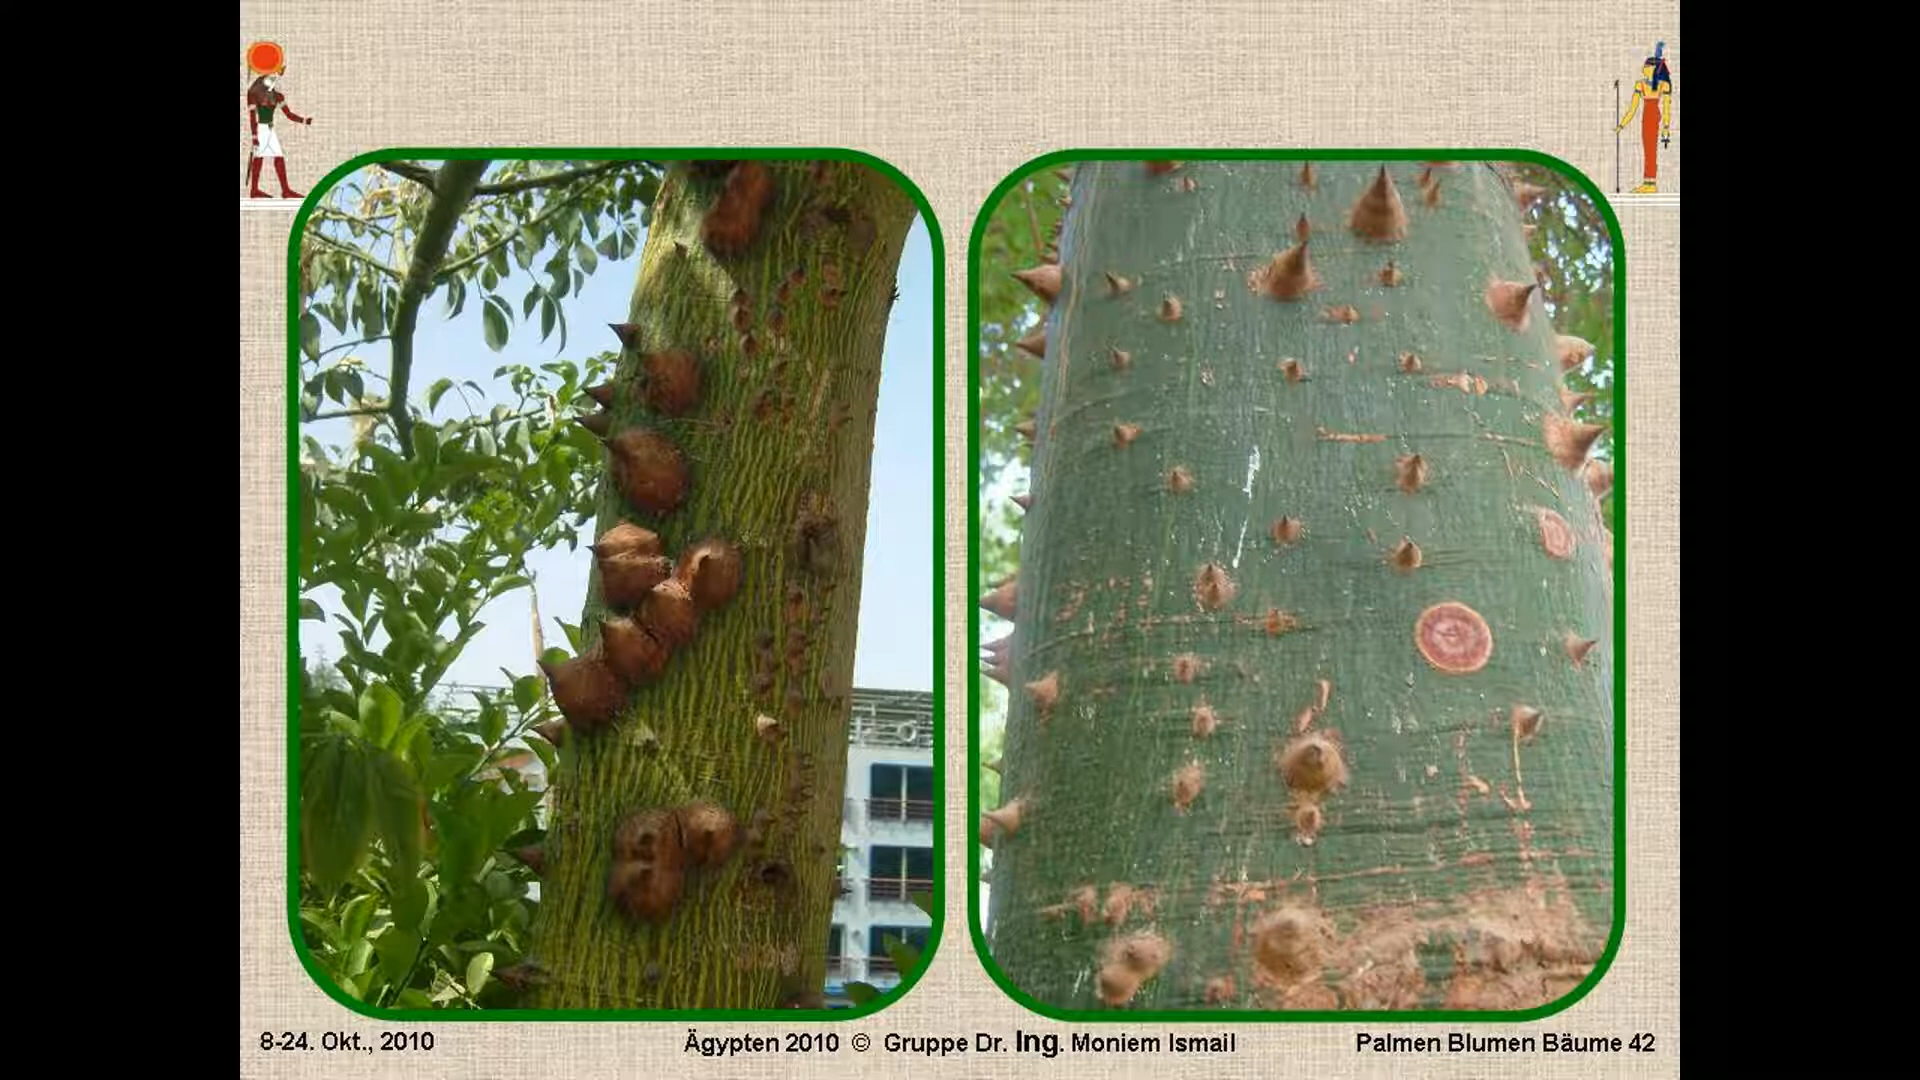 8-24. Okt., 2010 Ägypten 2010 © Gruppe Dr. Ing. Moniem Ismail Palmen Blumen Bäume 42